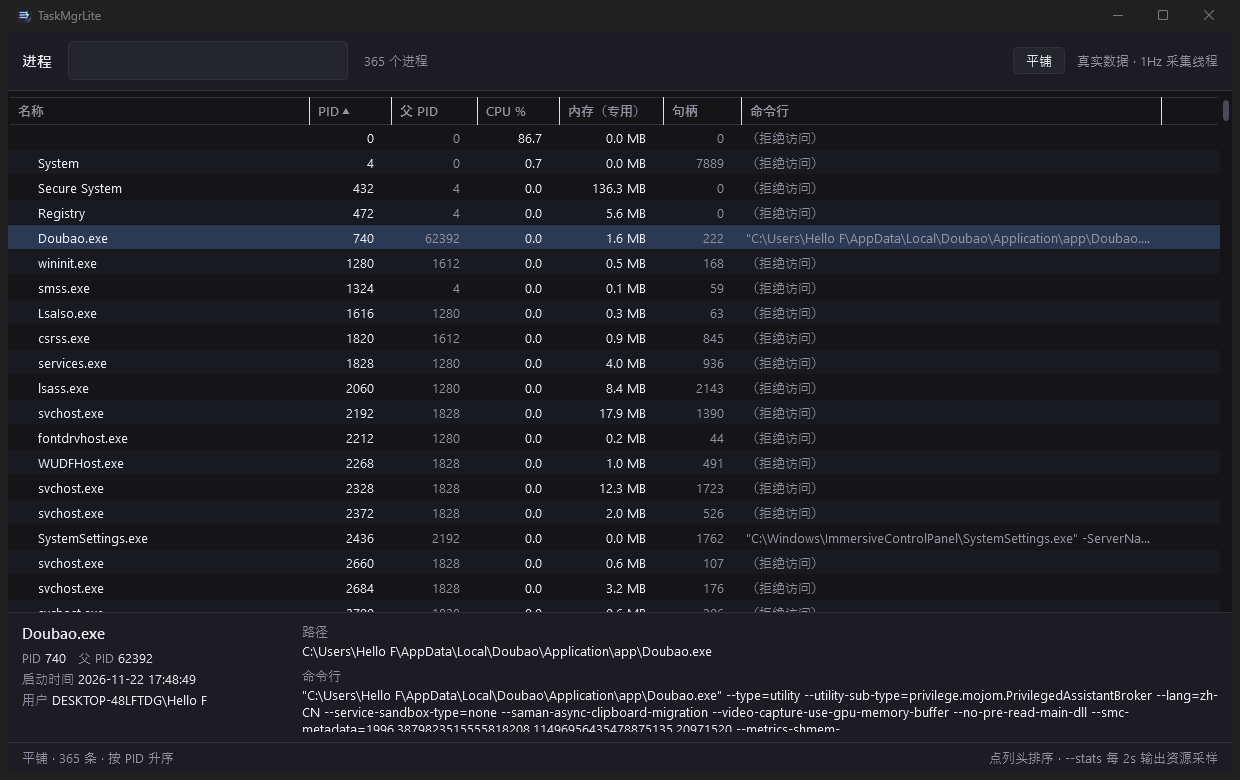 TaskMgrLite
进程 365 个进程 平铺 真实数据 · 1Hz 采集线程
名称 PID ▲ 父 PID CPU % 内存（专用） 句柄 命令行
0 0 86.7 0.0 MB 0 （拒绝访问）
System 4 0 0.7 0.0 MB 7889 （拒绝访问）
Secure System 432 4 0.0 136.3 MB 0 （拒绝访问）
Registry 472 4 0.0 5.6 MB 0 （拒绝访问）
Doubao.exe 740 62392 0.0 1.6 MB 222 "C:\Users\Hello F\AppData\Local\Doubao\Application\app\Doubao....
wininit.exe 1280 1612 0.0 0.5 MB 168 （拒绝访问）
smss.exe 1324 4 0.0 0.1 MB 59 （拒绝访问）
LsaIso.exe 1616 1280 0.0 0.3 MB 63 （拒绝访问）
csrss.exe 1820 1612 0.0 0.9 MB 845 （拒绝访问）
services.exe 1828 1280 0.0 4.0 MB 936 （拒绝访问）
lsass.exe 2060 1280 0.0 8.4 MB 2143 （拒绝访问）
svchost.exe 2192 1828 0.0 17.9 MB 1390 （拒绝访问）
fontdrvhost.exe 2212 1280 0.0 0.2 MB 44 （拒绝访问）
WUDFHost.exe 2268 1828 0.0 1.0 MB 491 （拒绝访问）
svchost.exe 2328 1828 0.0 12.3 MB 1723 （拒绝访问）
svchost.exe 2372 1828 0.0 2.0 MB 526 （拒绝访问）
SystemSettings.exe 2436 2192 0.0 0.0 MB 1762 "C:\Windows\ImmersiveControlPanel\SystemSettings.exe" -ServerNa...
svchost.exe 2660 1828 0.0 0.6 MB 107 （拒绝访问）
svchost.exe 2684 1828 0.0 3.2 MB 176 （拒绝访问）
Doubao.exe
PID 740 父 PID 62392
启动时间 2026-11-22 17:48:49
用户 DESKTOP-48LFTDG\Hello F
路径
C:\Users\Hello F\AppData\Local\Doubao\Application\app\Doubao.exe
命令行
"C:\Users\Hello F\AppData\Local\Doubao\Application\app\Doubao.exe" --type=utility --utility-sub-type=privilege.mojom.PrivilegedAssistantBroker --lang=zh-
CN --service-sandbox-type=none --saman-async-clipboard-migration --video-capture-use-gpu-memory-buffer --no-pre-read-main-dll --smc-
metadata=1996,3879823515555818208,11496956435478875135,20971520 --metrics-shmem-
平铺 · 365 条 · 按 PID 升序
点列头排序 · --stats 每 2s 输出资源采样